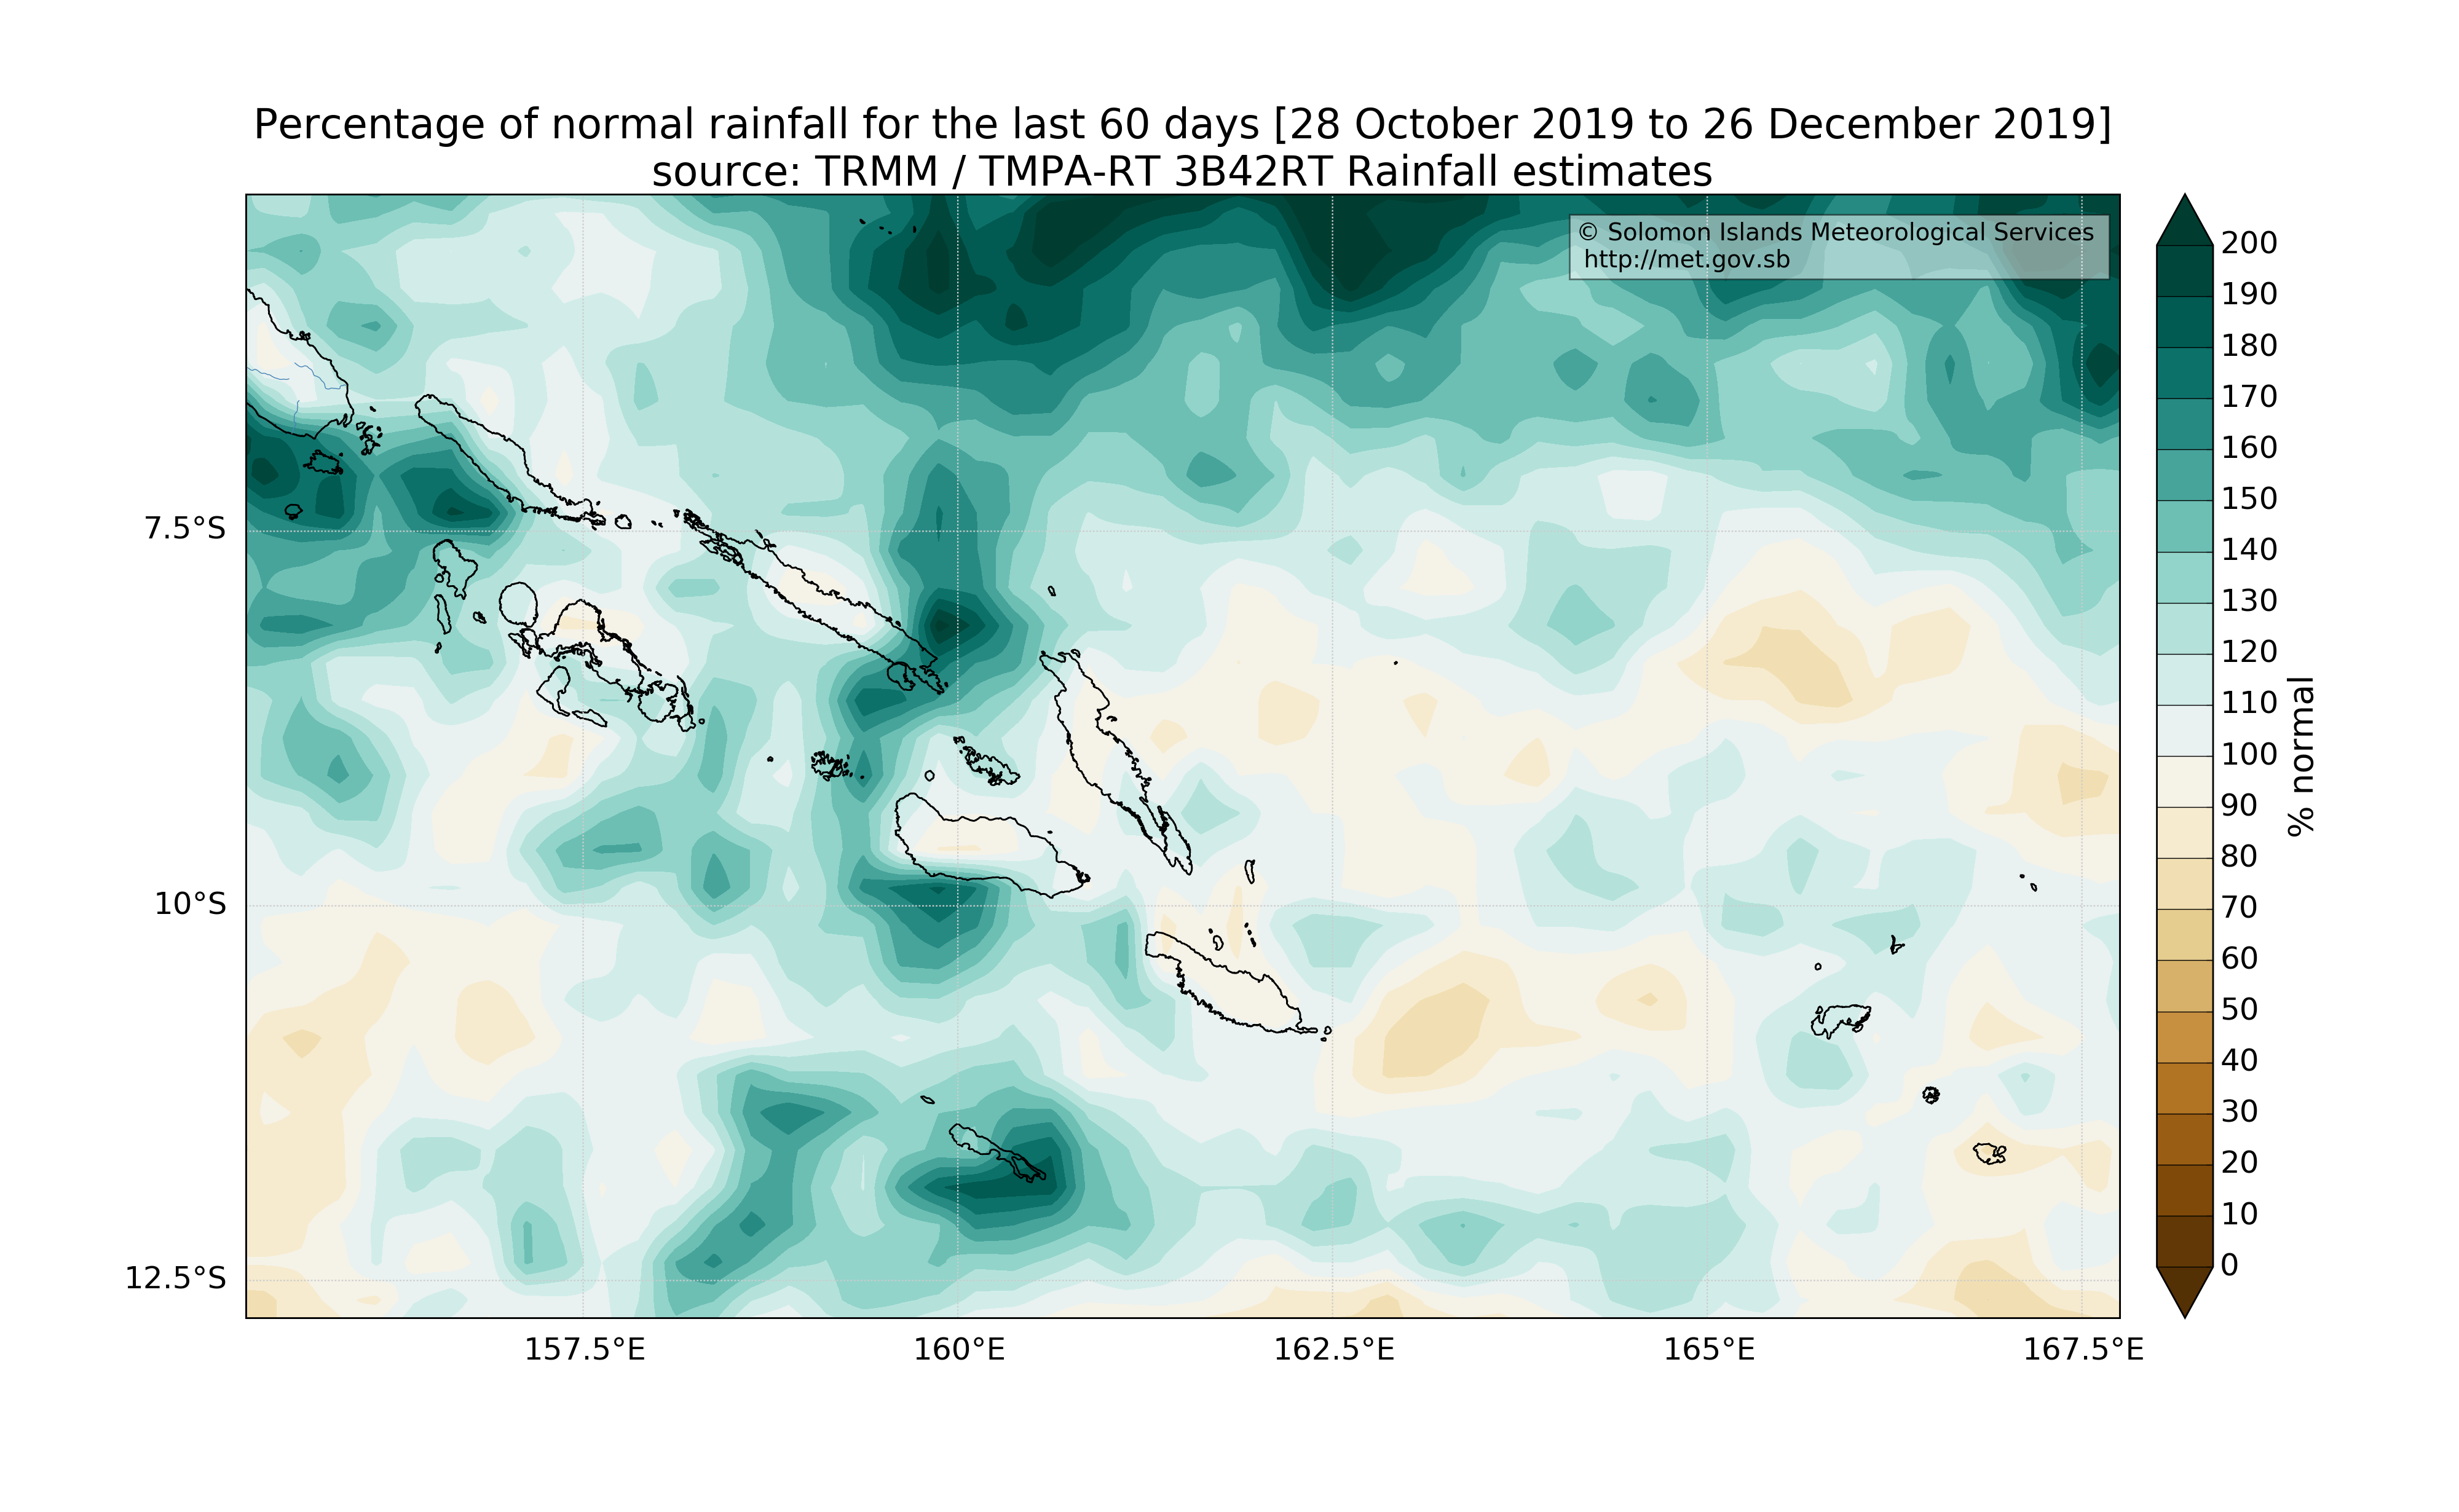 Percentage of normal rainfall for the last 60 days [28 October 2019 to 26 December 2019]
source: TRMM / TMPA-RT 3B42RT Rainfall estimates
© Solomon Islands Meteorological Services
http://met.gov.sb
7.5°S
10°S
12.5°S
157.5°E
160°E
162.5°E
165°E
167.5°E
200
190
180
170
160
150
140
130
120
110
100
90
80
70
60
50
40
30
20
10
0
% normal